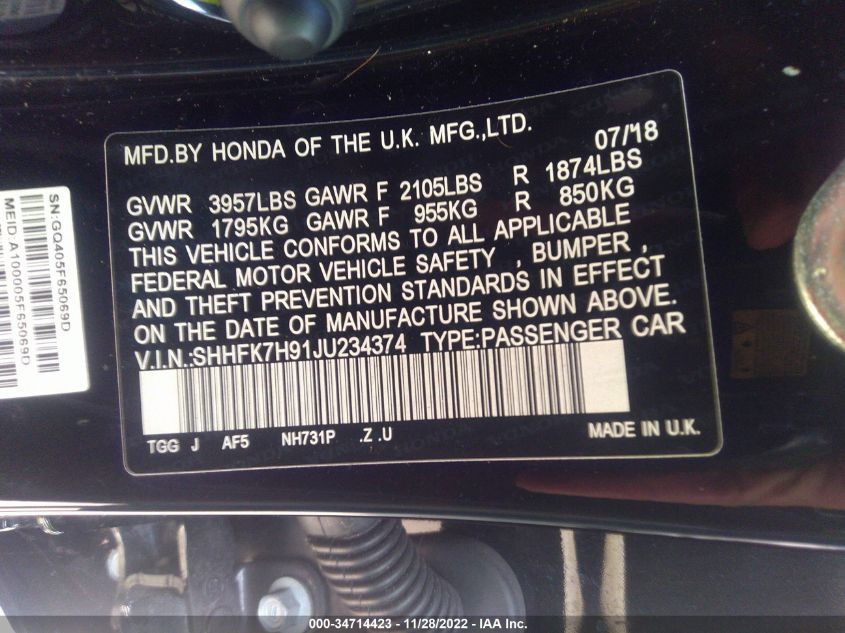 MFD.BY HONDA OF THE U.K. MFG.,LTD. 07/'18
GVWR 3957LBS GAWR F 2105LBS R 1874LBS
GVWR 1795KG GAWR F 955KG R 850KG
THIS VEHICLE CONFORMS TO ALL APPLICABLE
FEDERAL MOTOR VEHICLE SAFETY , BUMPER ,
AND THEFT PREVENTION STANDARDS IN EFFECT
ON THE DATE OF MANUFACTURE SHOWN ABOVE.
V.I.N.:SHHFK7H91JU234374 TYPE:PASSENGER CAR
TGG J AF5 NH731P .Z .U MADE IN U.K.
SN:GQ405F65069D
MEID:A100005F65069D
000-34714423 - 11/28/2022 - IAA Inc.